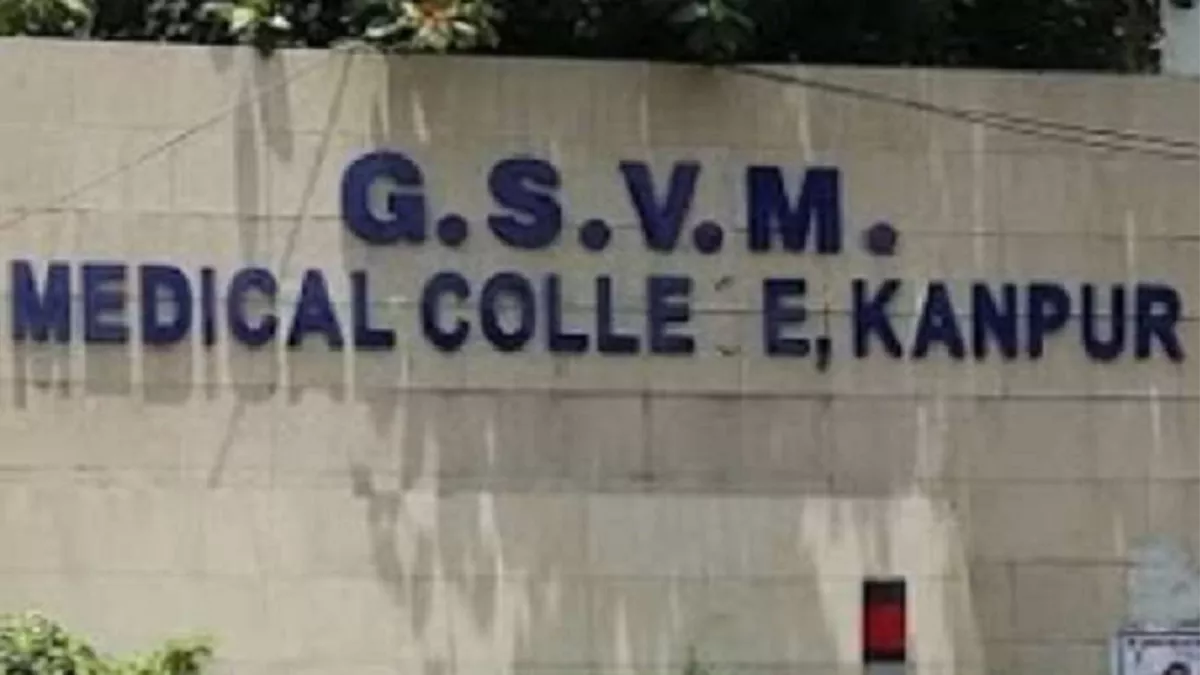 G.S.V.M.
MEDICAL COLLE E, KANPUR